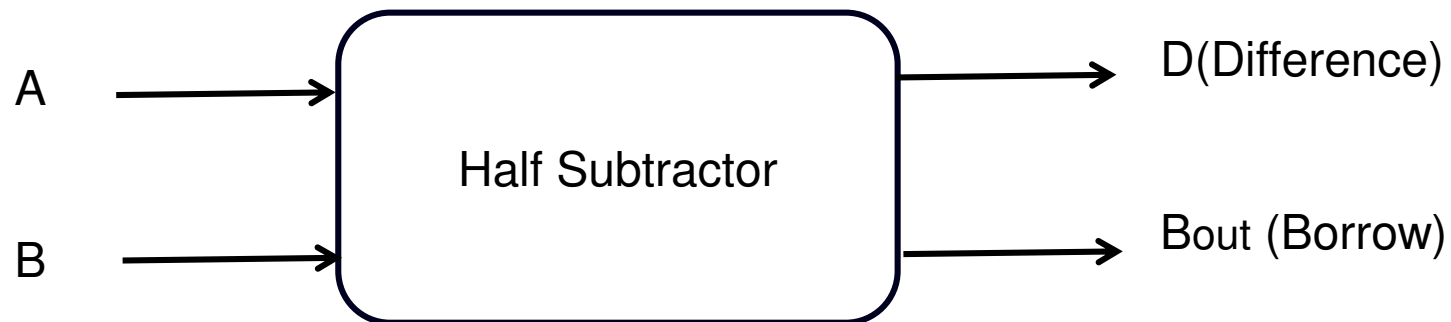 A
B
Half Subtractor
D(Difference)
Bout (Borrow)